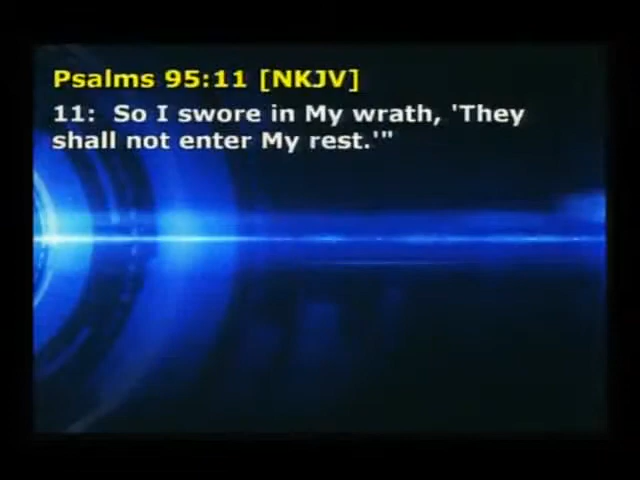 Psalms 95:11 [NKJV]
11:  So I swore in My wrath, 'They
shall not enter My rest.'"